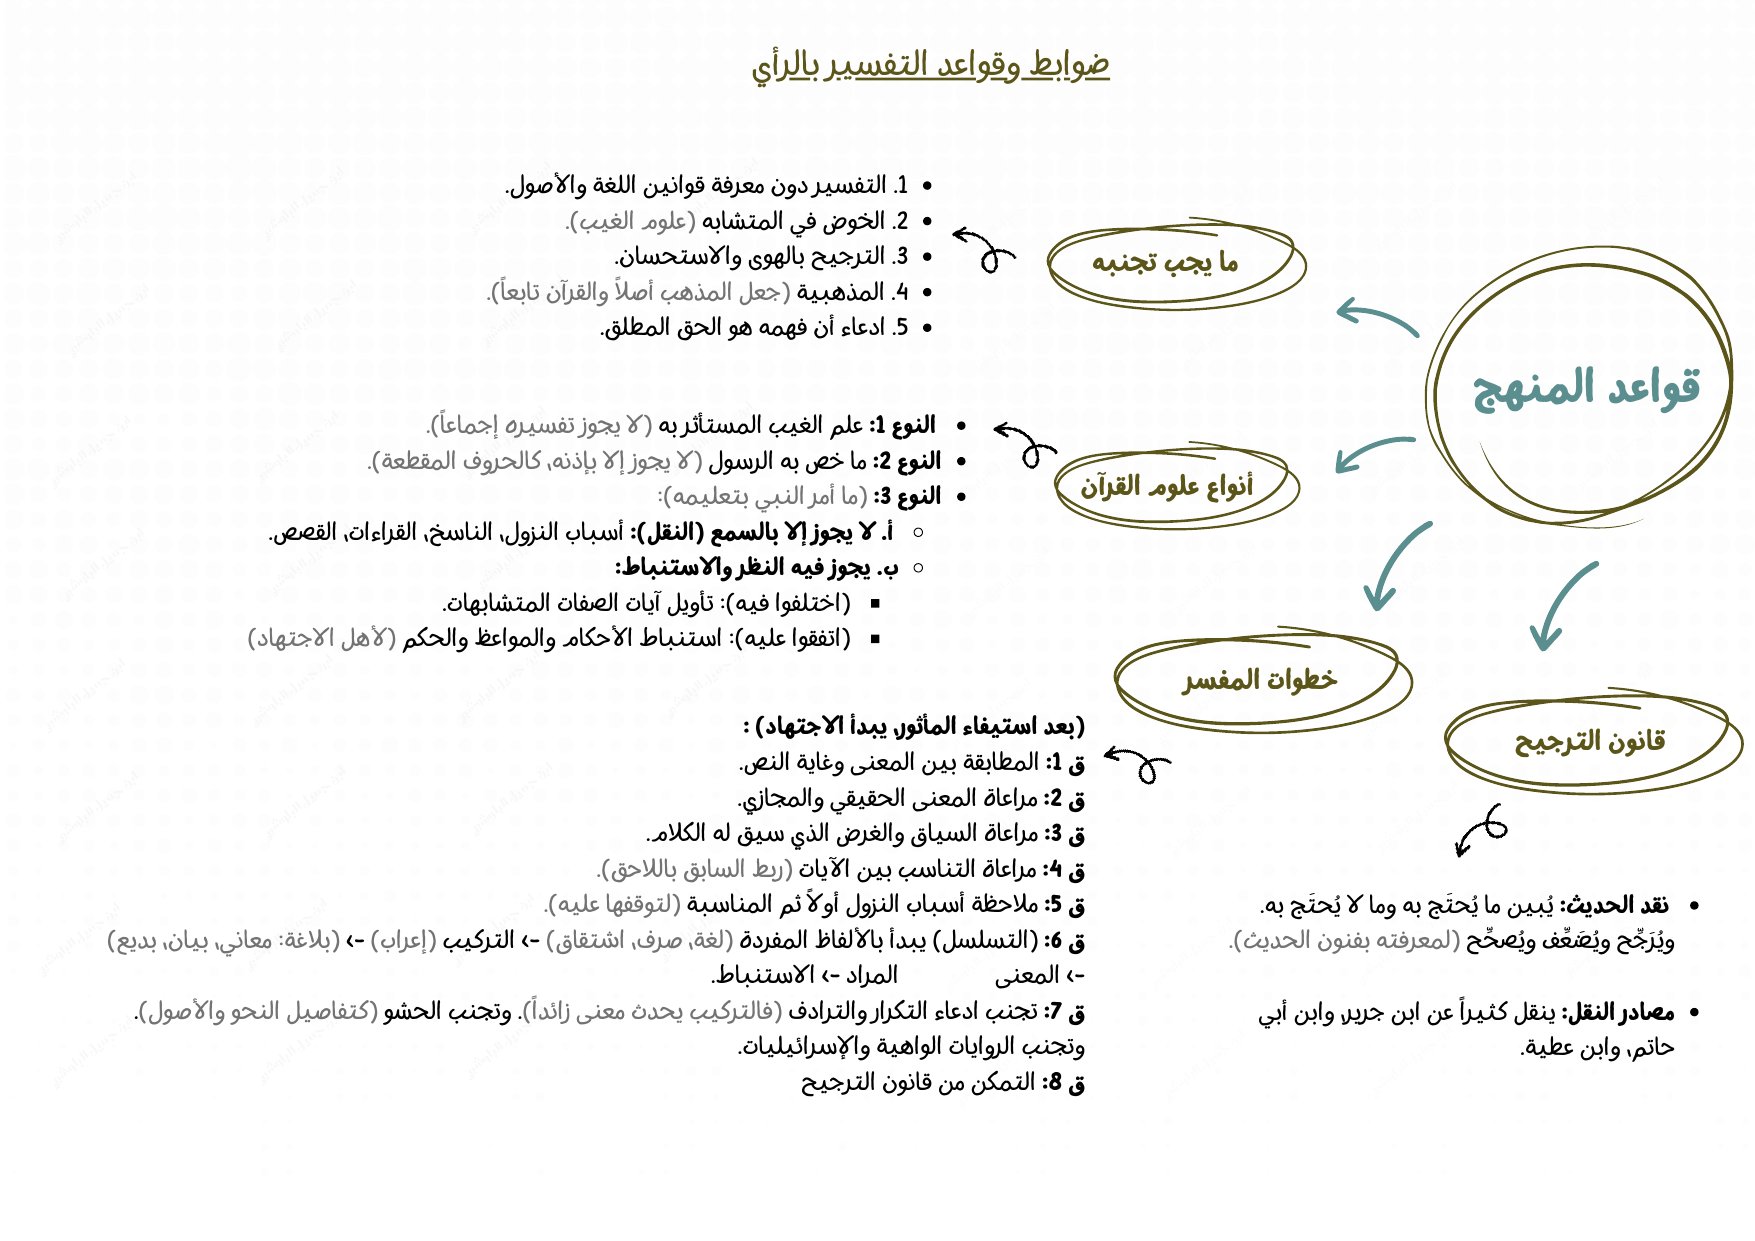 ضوابط وقواعد التفسير بالرأي
قواعد المنهج
ما يجب تجنبه
1. التفسير دون معرفة قوانين اللغة والأصول.
2. الخوض في المتشابه (علوم الغيب).
3. الترجيح بالهوى والاستحسان.
4. المذهبية (جعل المذهب أصلاً والقرآن تابعاً).
5. ادعاء أن فهمه هو الحق المطلق.
أنواع علوم القرآن
النوع 1: علم الغيب المستأثر به (لا يجوز تفسيره إجماعاً).
النوع 2: ما خص به الرسول (لا يجوز إلا بإذنه، كالحروف المقطعة).
النوع 3: (ما أمر النبي بتعليمه):
أ. لا يجوز إلا بالسمع (النقل): أسباب النزول، الناسخ، القراءات، القصص.
ب. يجوز فيه النظر والاستنباط:
(اختلفوا فيه): تأويل آيات الصفات المتشابهات.
(اتفقوا عليه): استنباط الأحكام والمواعظ والحكم (لأهل الاجتهاد)
خطوات المفسر
(بعد استيفاء المأثور، يبدأ الاجتهاد) :
ق 1: المطابقة بين المعنى وغاية النص.
ق 2: مراعاة المعنى الحقيقي والمجازي.
ق 3: مراعاة السياق والغرض الذي سيق له الكلام.
ق 4: مراعاة التناسب بين الآيات (ربط السابق باللاحق).
ق 5: ملاحظة أسباب النزول أولاً ثم المناسبة (لتوقفها عليه).
ق 6: (التسلسل) يبدأ بالألفاظ المفردة (لغة، صرف، اشتقاق) -> التركيب (إعراب) -> (بلاغة: معاني، بيان، بديع)
-> المعنى المراد -> الاستنباط.
ق 7: تجنب ادعاء التكرار والترادف (فالتركيب يحدث معنى زائداً). وتجنب الحشو (كتفاصيل النحو والأصول).
وتجنب الروايات الواهية والإسرائيليات.
ق 8: التمكن من قانون الترجيح
قانون الترجيح
نقد الحديث: يُبين ما يُحتَج به وما لا يُحتَج به.
ويُرَجِّح ويُضَعِّف ويُصحِّح (لمعرفته بفنون الحديث).
مصادر النقل: ينقل كثيراً عن ابن جرير، وابن أبي
حاتم، وابن عطية.